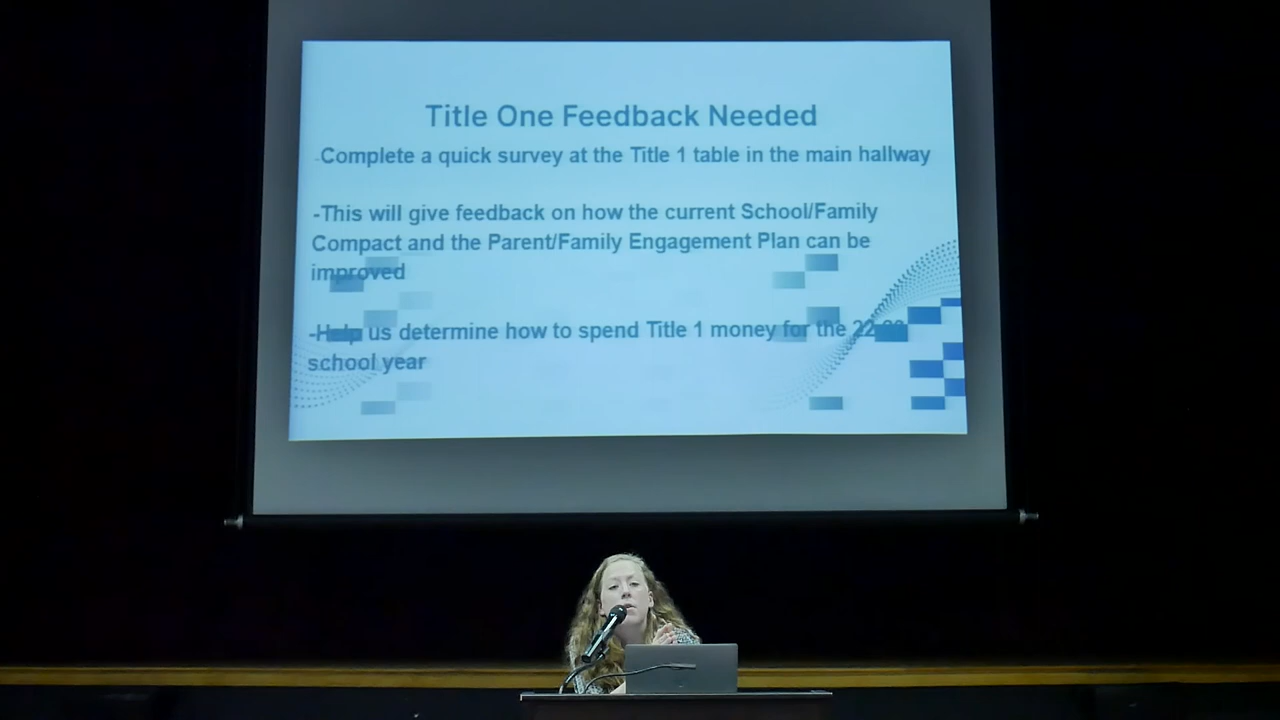 Title One Feedback Needed
-Complete a quick survey at the Title 1 table in the main hallway
-This will give feedback on how the current School/Family
Compact and the Parent/Family Engagement Plan can be
improved
-Help us determine how to spend Title 1 money for the
school year